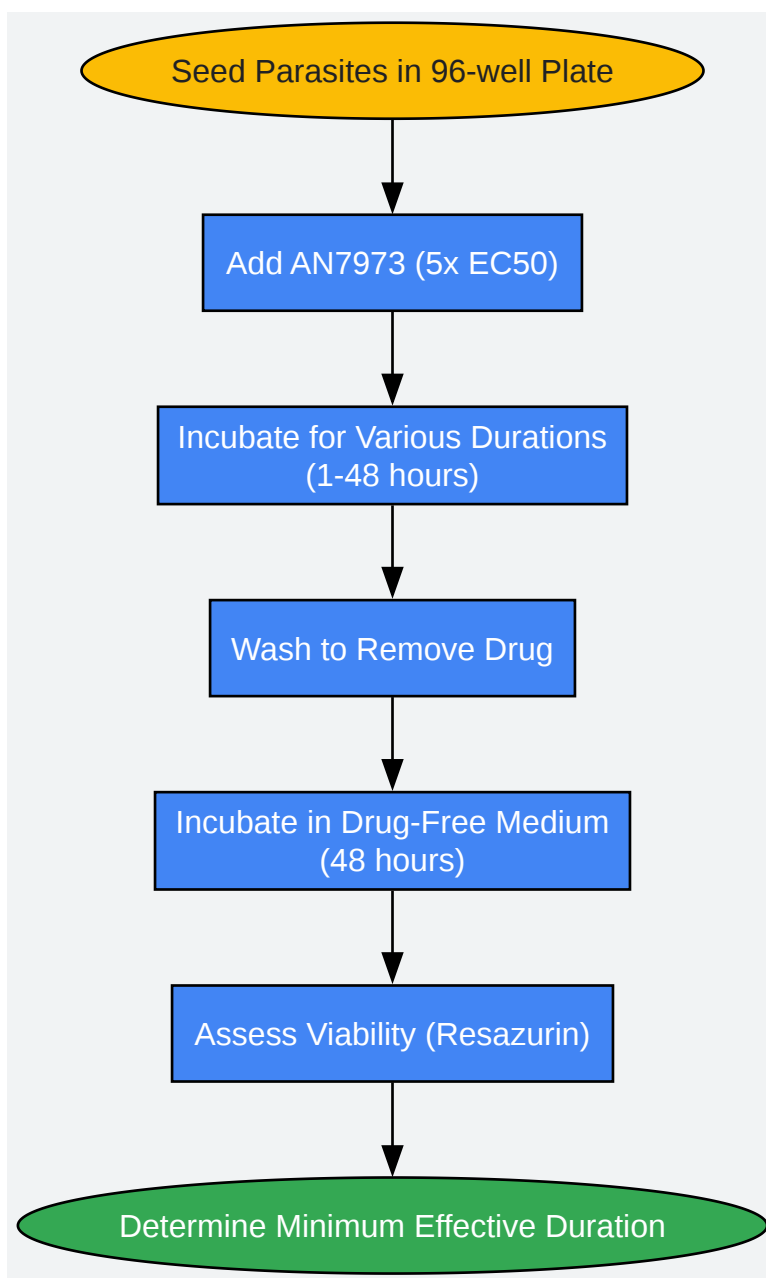 Seed Parasites in 96-well Plate
Add AN7973 (5x EC50)
Incubate for Various Durations
(1-48 hours)
Wash to Remove Drug
Incubate in Drug-Free Medium
(48 hours)
Assess Viability (Resazurin)
Determine Minimum Effective Duration